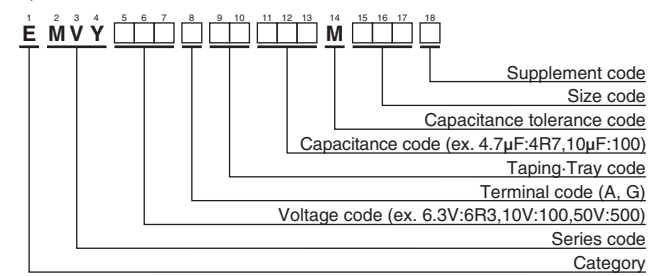 1 2 3 4 5 6 7 8 9 10 11 12 13 14 15 16 17 18
E MVY □□□ □ □□ □□□ M □□□ □
Supplement code
Size code
Capacitance tolerance code
Capacitance code (ex. 4.7µF:4R7,10µF:100)
Taping·Tray code
Terminal code (A, G)
Voltage code (ex. 6.3V:6R3,10V:100,50V:500)
Series code
Category